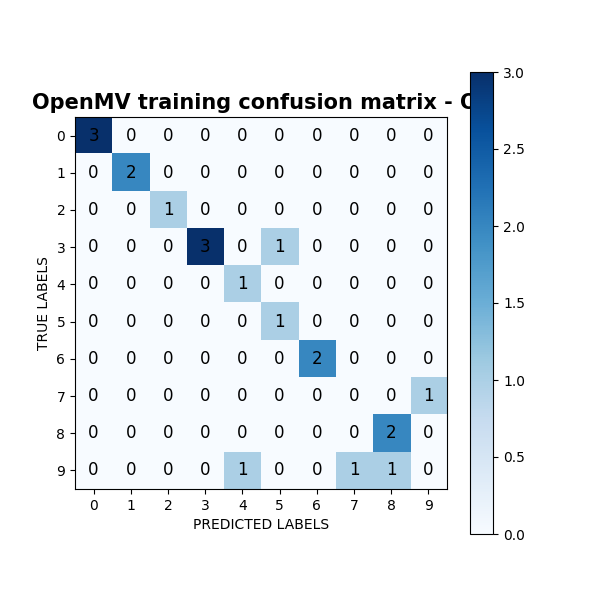 OpenMV training confusion matrix -
3.0
0 3 0 0 0 0 0 0 0 0 0
1 0 2 0 0 0 0 0 0 0 0
2 0 0 1 0 0 0 0 0 0 0
3 0 0 0 3 0 1 0 0 0 0
4 0 0 0 0 1 0 0 0 0 0
5 0 0 0 0 0 1 0 0 0 0
6 0 0 0 0 0 0 2 0 0 0
7 0 0 0 0 0 0 0 0 0 1
8 0 0 0 0 0 0 0 0 2 0
9 0 0 0 0 1 0 0 1 1 0
0 1 2 3 4 5 6 7 8 9
TRUE LABELS
PREDICTED LABELS
2.5
2.0
1.5
1.0
0.5
0.0